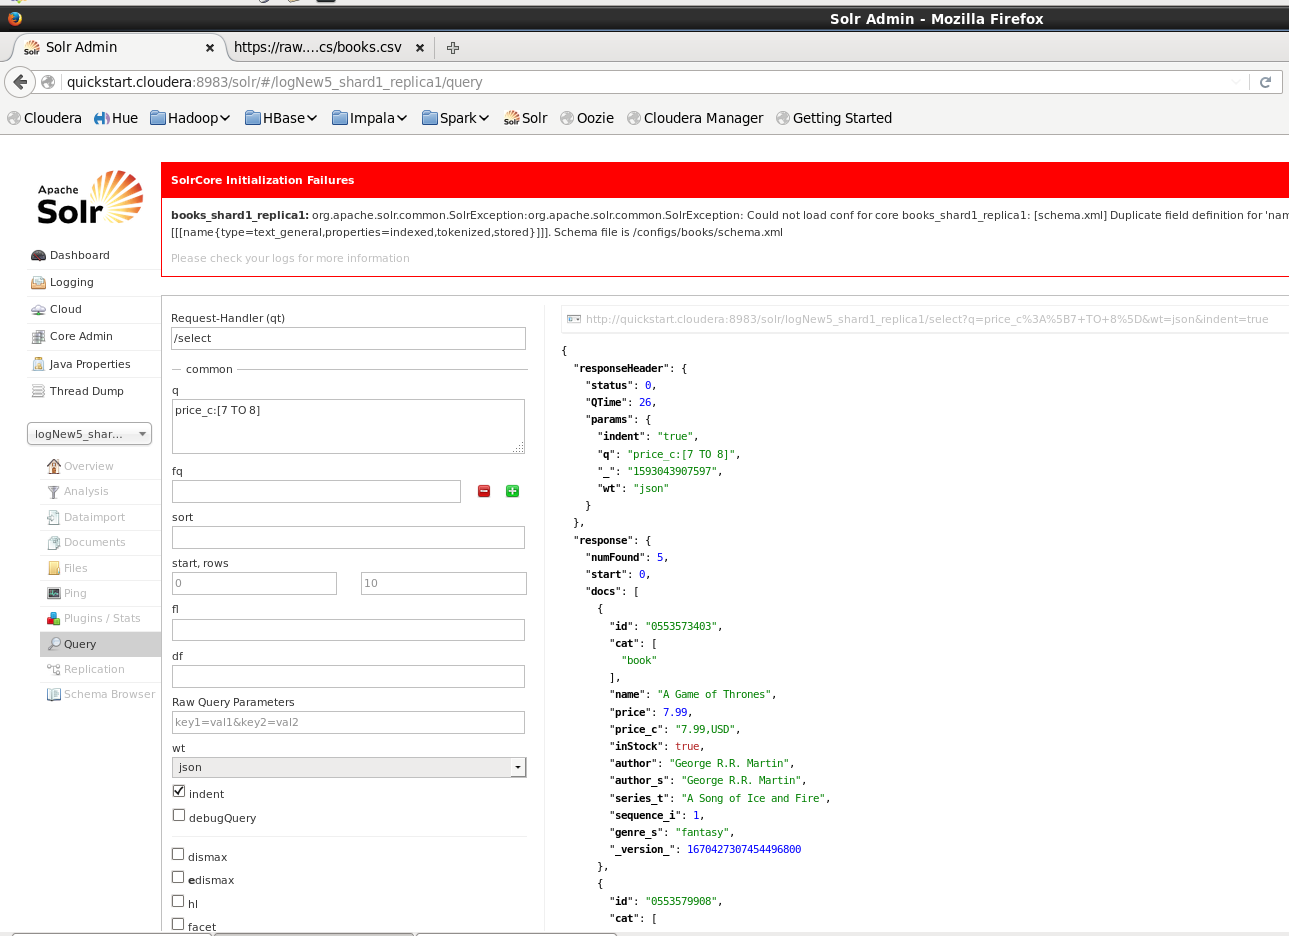 Solr Admin - Mozilla Firefox
Solr Admin
https://raw....cs/books.csv
quickstart.cloudera:8983/solr/#/logNew5_shard1_replica1/query
Cloudera Hue Hadoop HBase Impala Spark Solr Oozie Cloudera Manager Getting Started
Apache
Solr
SolrCore Initialization Failures
books_shard1_replica1: org.apache.solr.common.SolrException:org.apache.solr.common.SolrException: Could not load conf for core books_shard1_replica1: [schema.xml] Duplicate field definition for 'nam
[[[name{type=text_general,properties=indexed,tokenized,stored}]]]. Schema file is /configs/books/schema.xml
Please check your logs for more information
Dashboard
Logging
Cloud
Core Admin
Java Properties
Thread Dump
logNew5_shar...
Overview
Analysis
Dataimport
Documents
Files
Ping
Plugins / Stats
Query
Replication
Schema Browser
Request-Handler (qt)
/select
common
q
price_c:[7 TO 8]
fq
sort
start, rows
0
10
fl
df
Raw Query Parameters
key1=val1&key2=val2
wt
json
indent
debugQuery
dismax
edismax
hl
facet
http://quickstart.cloudera:8983/solr/logNew5_shard1_replica1/select?q=price_c%3A%5B7+TO+8%5D&wt=json&indent=true
{
"responseHeader": {
"status": 0,
"QTime": 26,
"params": {
"indent": "true",
"q": "price_c:[7 TO 8]",
"_": "1593043907597",
"wt": "json"
}
},
"response": {
"numFound": 5,
"start": 0,
"docs": [
{
"id": "0553573403",
"cat": [
"book"
],
"name": "A Game of Thrones",
"price": 7.99,
"price_c": "7.99,USD",
"inStock": true,
"author": "George R.R. Martin",
"author_s": "George R.R. Martin",
"series_t": "A Song of Ice and Fire",
"sequence_i": 1,
"genre_s": "fantasy",
"_version_": 1670427307454496800
},
{
"id": "0553579908",
"cat": [